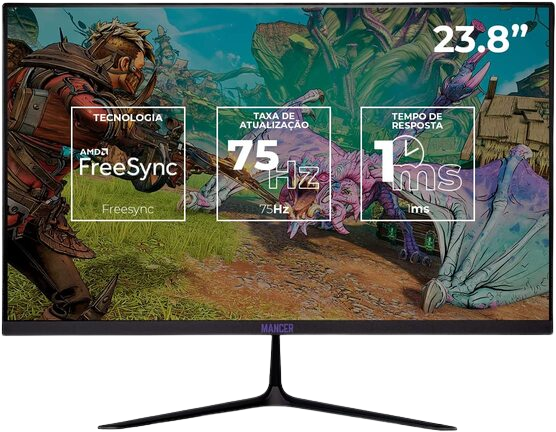 23.8”
TECNOLOGIA
AMD
FreeSync
Freesync
TAXA DE
ATUALIZAÇÃO
75Hz
75Hz
TEMPO DE
RESPOSTA
1ms
1ms
MANCER